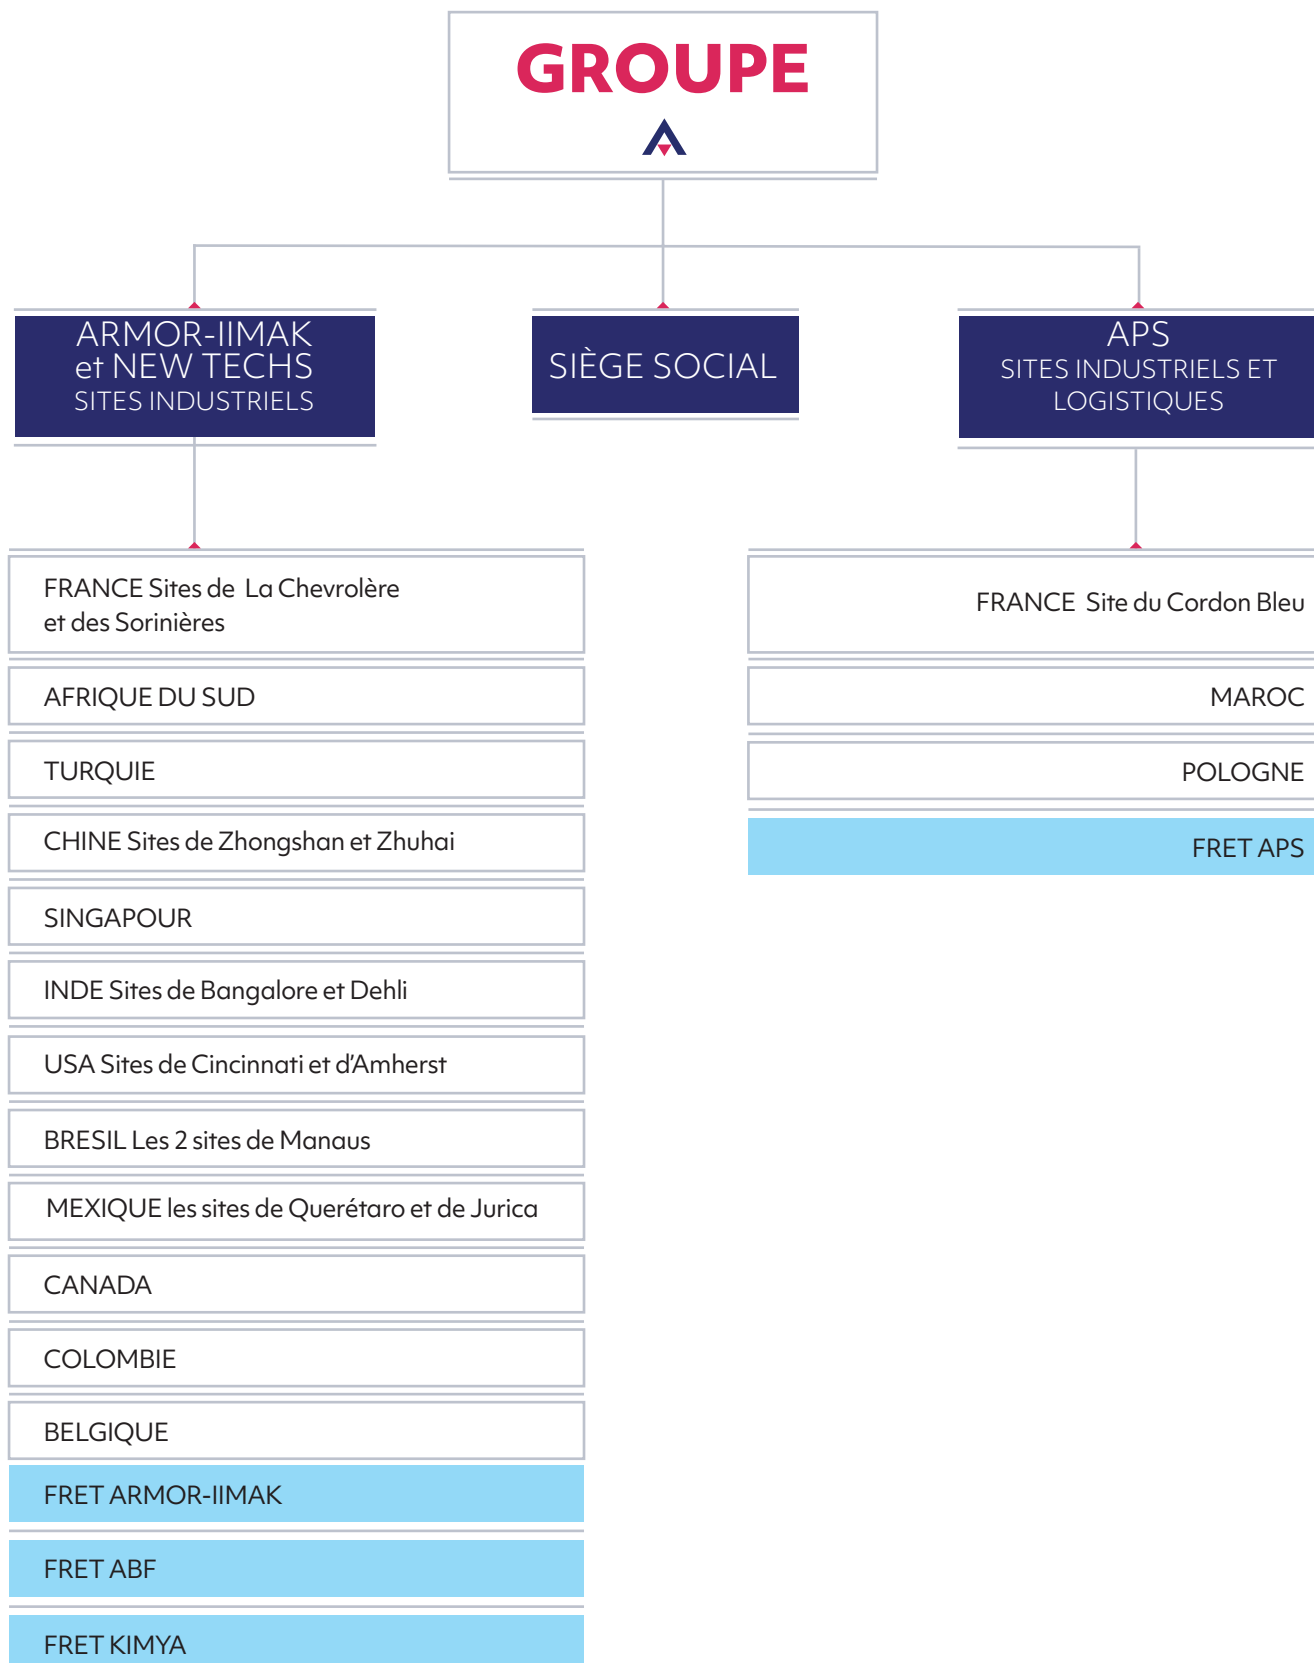 GROUPE
ARMOR-IIMAK
et NEW TECHS
SITES INDUSTRIELS
SIÈGE SOCIAL
APS
SITES INDUSTRIELS ET
LOGISTIQUES
FRANCE Sites de La Chevrolère
et des Sorinières
AFRIQUE DU SUD
TURQUIE
CHINE Sites de Zhongshan et Zhuhai
SINGAPOUR
INDE Sites de Bangalore et Dehli
USA Sites de Cincinnati et d'Amherst
BRESIL Les 2 sites de Manaus
MEXIQUE les sites de Querétaro et de Jurica
CANADA
COLOMBIE
BELGIQUE
FRET ARMOR-IIMAK
FRET ABF
FRET KIMYA
FRANCE Site du Cordon Bleu
MAROC
POLOGNE
FRET APS